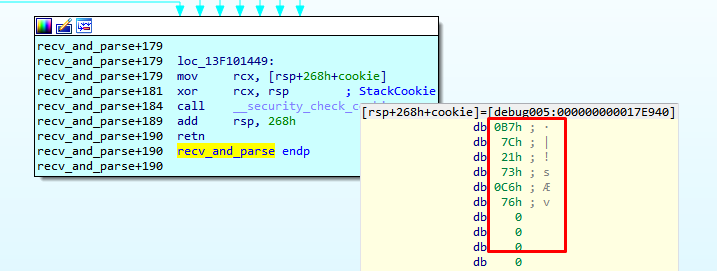 recv_and_parse+179
recv_and_parse+179 loc_13F101449:
recv_and_parse+179 mov rcx, [rsp+268h+cookie]
recv_and_parse+181 xor rcx, rsp ; StackCookie
recv_and_parse+184 call
recv_and_parse+189 add rsp, 268h
recv_and_parse+190 retn
recv_and_parse+190 recv_and_parse endp
recv_and_parse+190
[rsp+268h+cookie]=[debug005:000000000017E940]
db 0B7h ; ·
db 7Ch ; |
db 21h ; !
db 73h ; s
db 0C6h ; Æ
db 76h ; v
db 0
db 0
db 0
db 0